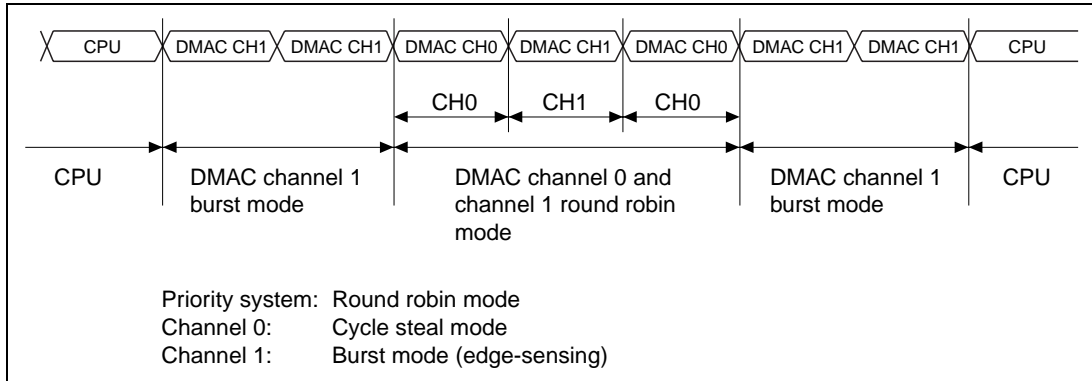 CPU DMAC CH1 DMAC CH1 DMAC CH0 DMAC CH1 DMAC CH0 DMAC CH1 DMAC CH1 CPU
CH0 CH1 CH0
CPU DMAC channel 1 DMAC channel 0 and DMAC channel 1 CPU
burst mode channel 1 round robin burst mode
mode
Priority system: Round robin mode
Channel 0: Cycle steal mode
Channel 1: Burst mode (edge-sensing)